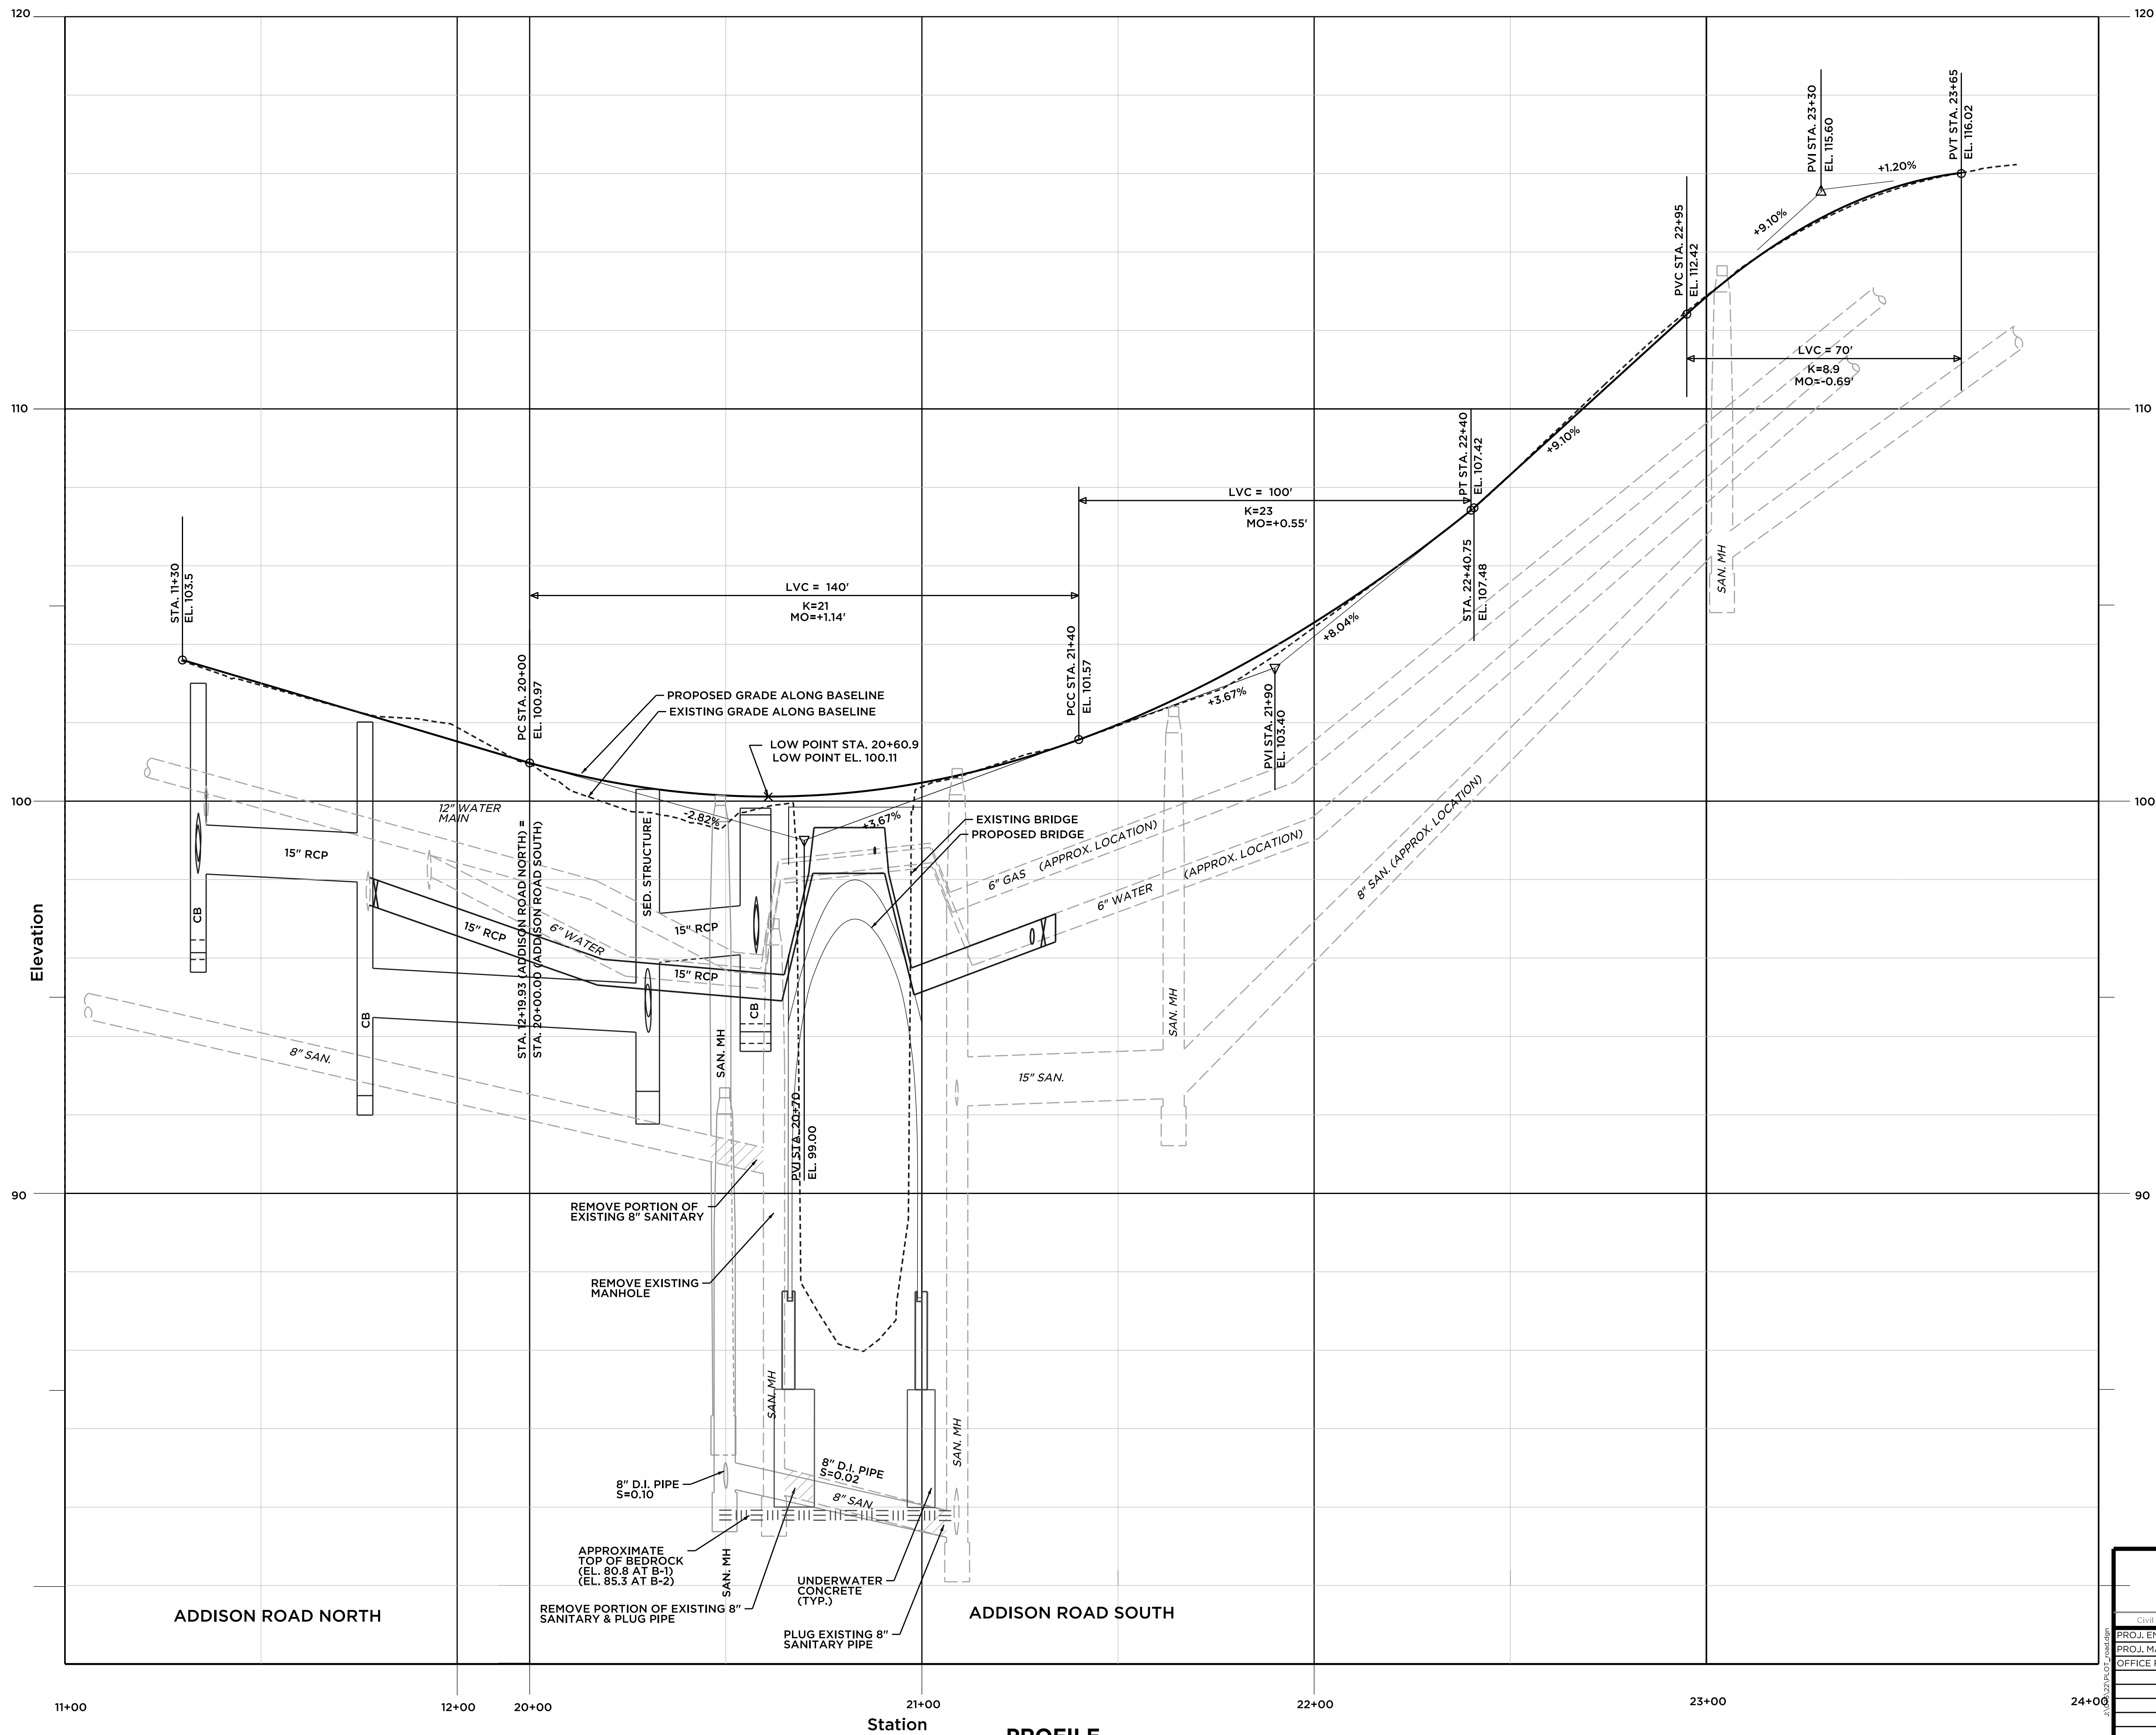 120
120
PVI STA. 23+30
EL. 115.60
PVT STA. 23+65
EL. 116.02
+1.20%
+9.10%
PVC STA. 22+95
EL. 112.42
LVC = 70'
K=8.9
MO=-0.69'
110
110
PT STA. 22+40
EL. 107.42
+9.10%
LVC = 100'
K=23
MO=+0.55'
STA. 11+30
EL. 103.5
LVC = 140'
K=21
MO=+1.14'
STA. 22+40.75
EL. 107.48
SAN. MH
PC STA. 20+00
EL. 100.97
PCC STA. 21+40
EL. 101.57
+8.04%
PROPOSED GRADE ALONG BASELINE
EXISTING GRADE ALONG BASELINE
+3.67%
PVI STA. 21+90
EL. 103.40
LOW POINT STA. 20+60.9
LOW POINT EL. 100.11
100
100
12" WATER
MAIN
-2.82%
+3.67%
EXISTING BRIDGE
PROPOSED BRIDGE
15" RCP
SED. STRUCTURE
6" GAS (APPROX. LOCATION)
6" WATER (APPROX. LOCATION)
8" SAN. (APPROX. LOCATION)
CB
15" RCP
6" WATER
15" RCP
15" RCP
Elevation
STA. 12+19.93 (ADDISON ROAD NORTH) =
STA. 20+00.00 (ADDISON ROAD SOUTH)
CB
CB
SAN. MH
SAN. MH
8" SAN.
15" SAN.
PVI STA. 20+70
EL. 99.00
90
90
REMOVE PORTION OF
EXISTING 8" SANITARY
REMOVE EXISTING
MANHOLE
SAN. MH
SAN. MH
8" D.I. PIPE
S=0.02
8" D.I. PIPE
S=0.10
8" SAN.
APPROXIMATE
TOP OF BEDROCK
(EL. 80.8 AT B-1)
(EL. 85.3 AT B-2)
SAN. MH
UNDERWATER
CONCRETE
(TYP.)
REMOVE PORTION OF EXISTING 8"
SANITARY & PLUG PIPE
PLUG EXISTING 8"
SANITARY PIPE
ADDISON ROAD NORTH
ADDISON ROAD SOUTH
Civil
PROJ. EN
PROJ. MA
OFFICE
11+00
12+00
20+00
21+00
22+00
23+00
24+00
Station
PROFILE